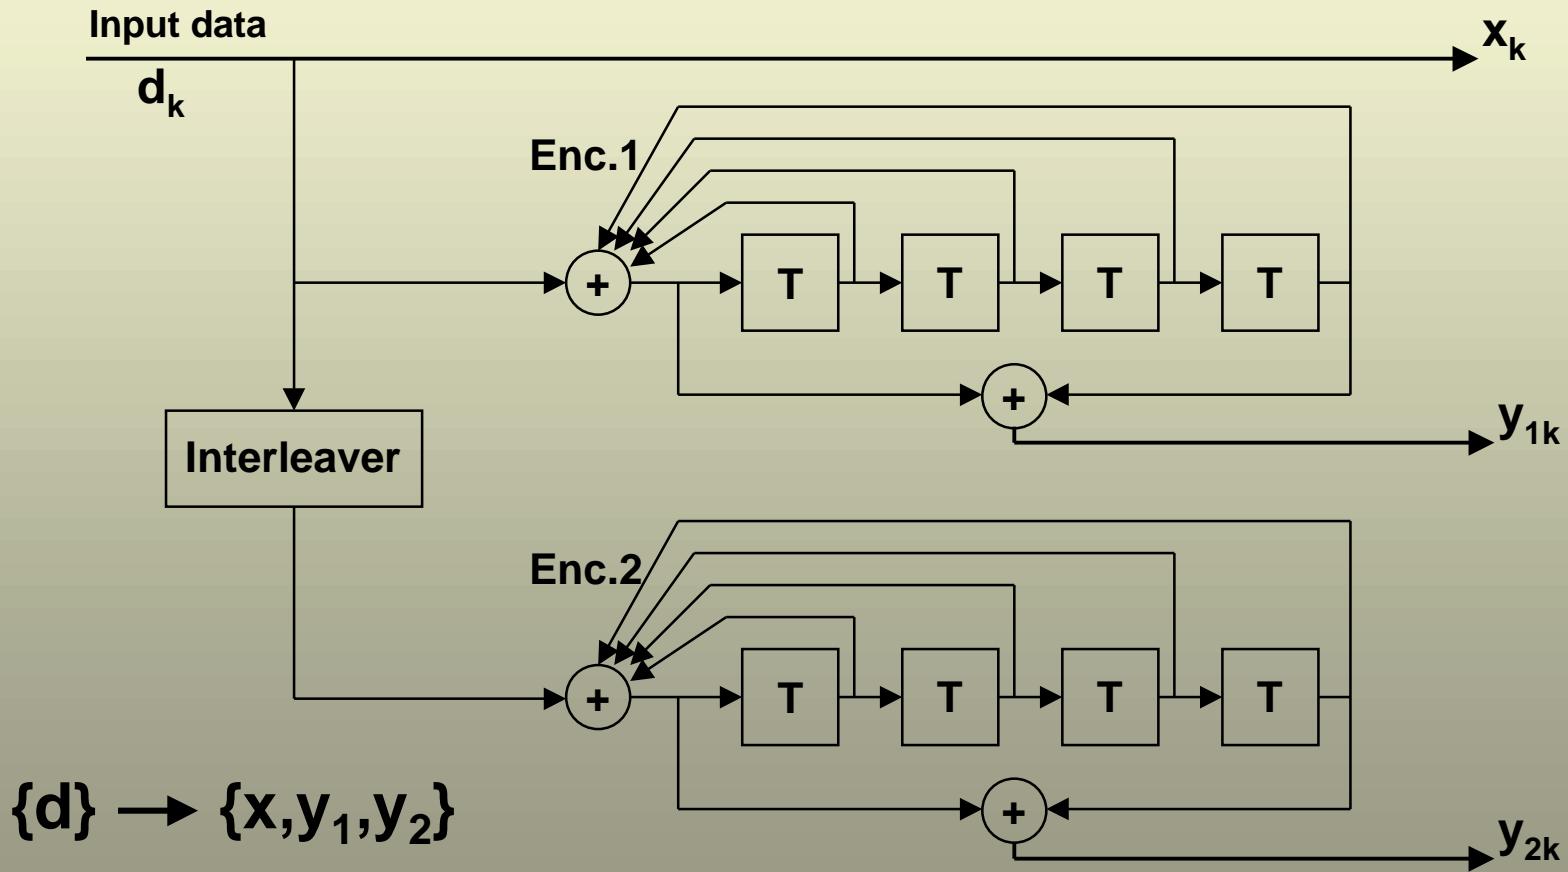 Input data
x_k
d_k
Enc.1
+ T T T T
+
y_1k
Interleaver
Enc.2
+ T T T T
+
{d} → {x,y_1,y_2}
y_2k